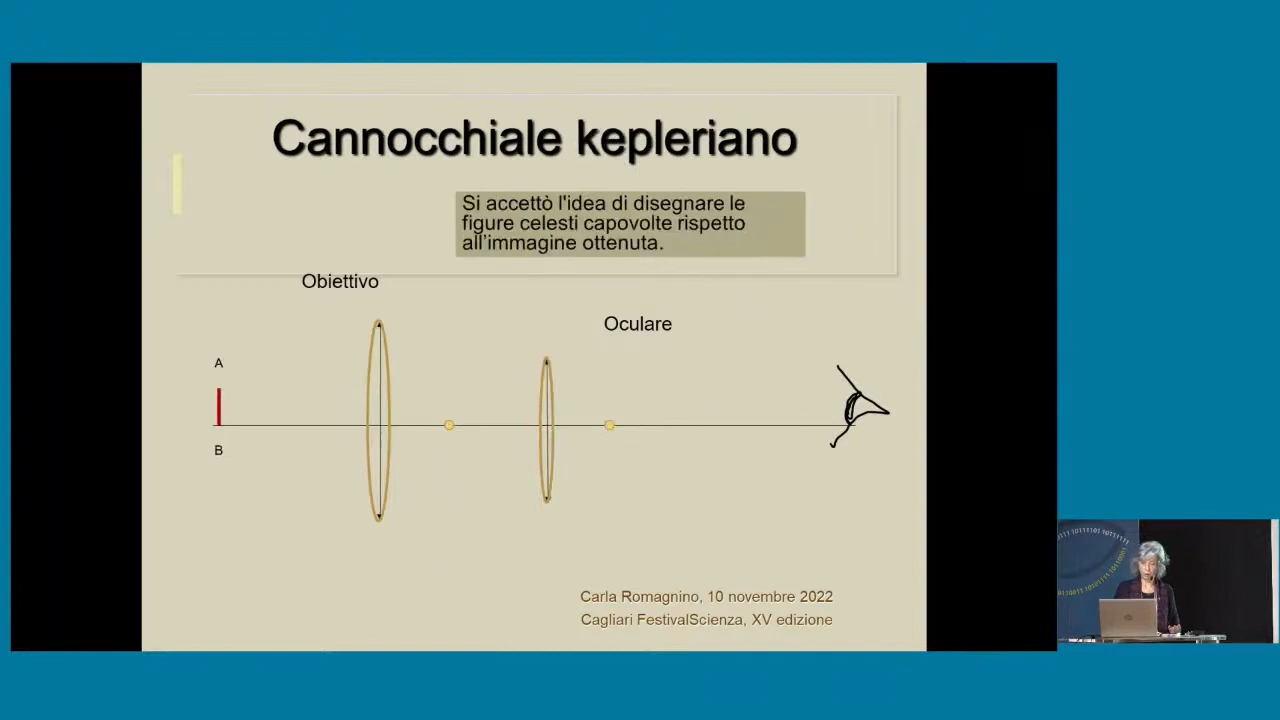 Cannocchiale kepleriano
Si accettò l'idea di disegnare le
figure celesti capovolte rispetto
all'immagine ottenuta.
Obiettivo
Oculare
A
B
Carla Romagnino, 10 novembre 2022
Cagliari FestivalScienza, XV edizione